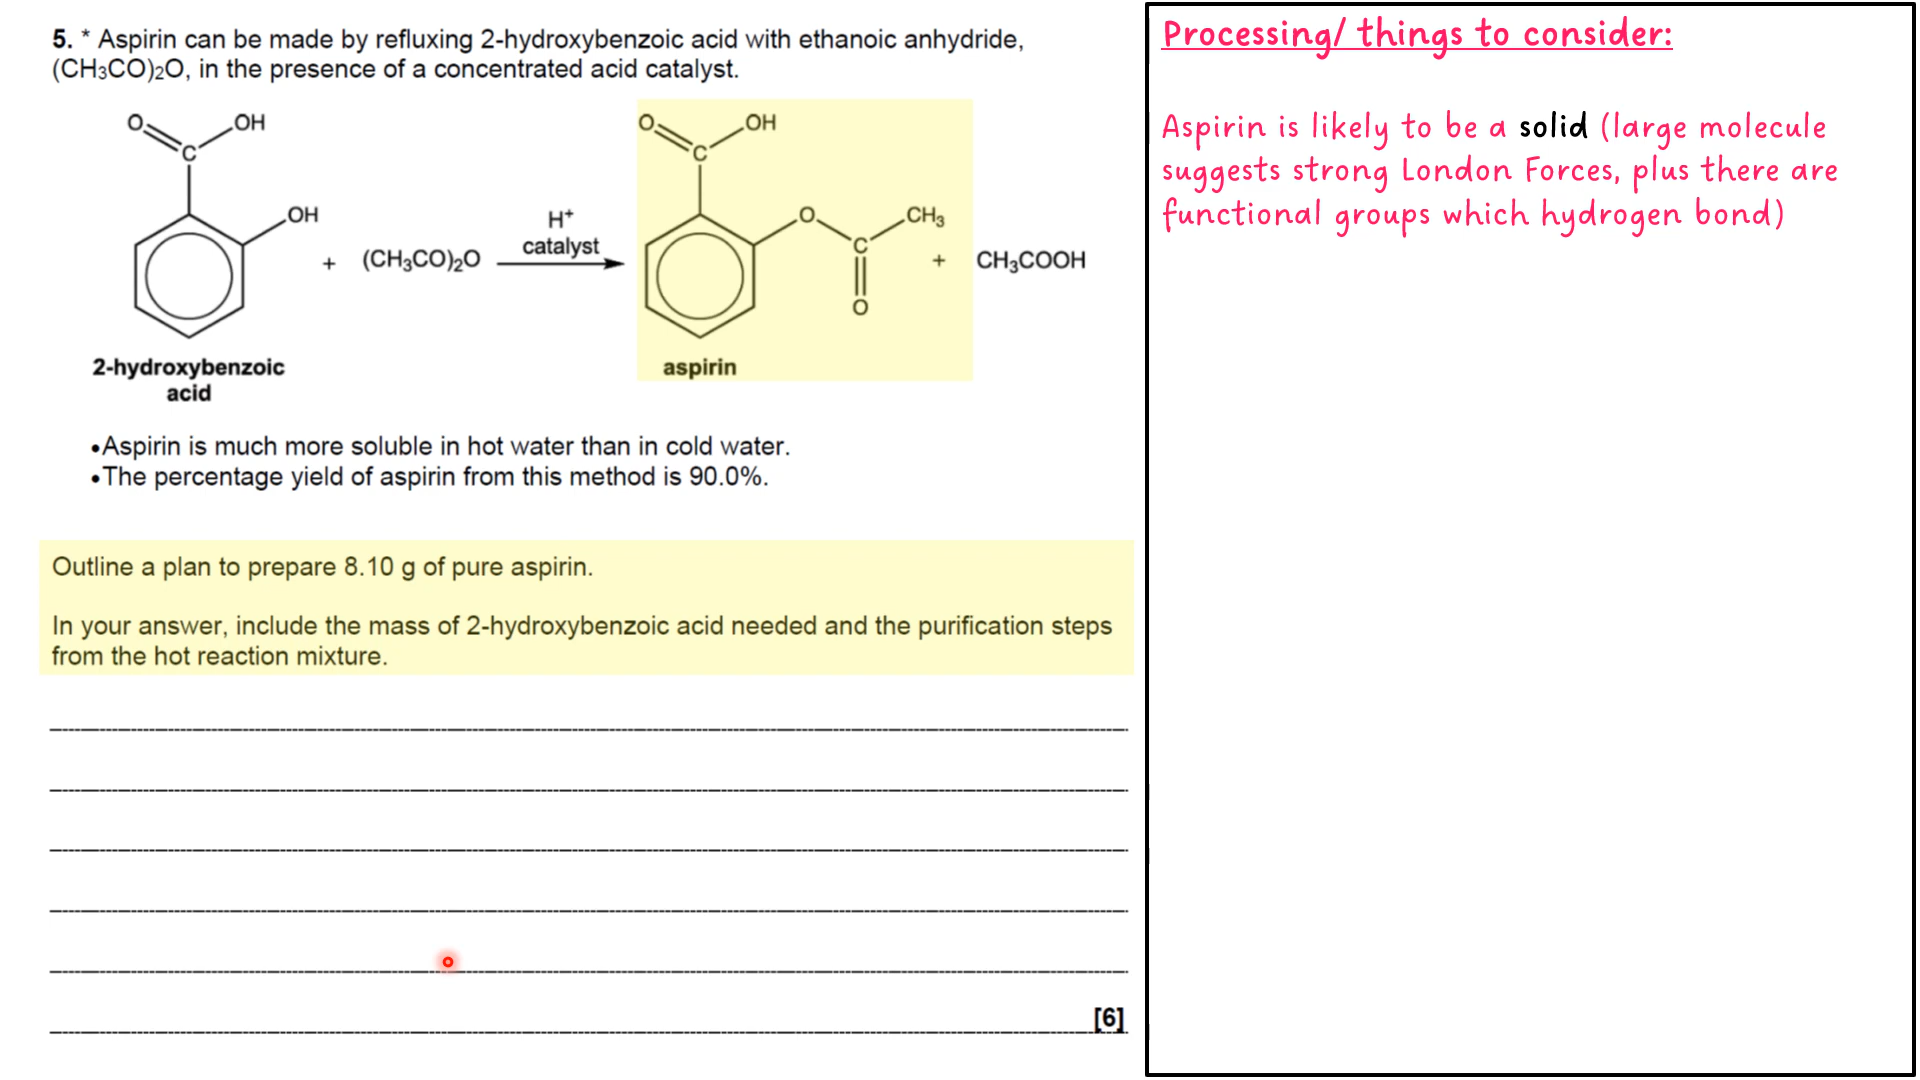 5. * Aspirin can be made by refluxing 2-hydroxybenzoic acid with ethanoic anhydride,
(CH₃CO)₂O, in the presence of a concentrated acid catalyst.
O OH
C
OH
+ (CH₃CO)₂O
H⁺
catalyst
2-hydroxybenzoic
acid
O OH
C
O CH₃
C
O
aspirin
+ CH₃COOH
•Aspirin is much more soluble in hot water than in cold water.
•The percentage yield of aspirin from this method is 90.0%.
Outline a plan to prepare 8.10 g of pure aspirin.
In your answer, include the mass of 2-hydroxybenzoic acid needed and the purification steps
from the hot reaction mixture.
[6]
Processing/ things to consider:
Aspirin is likely to be a solid (large molecule
suggests strong London Forces, plus there are
functional groups which hydrogen bond)